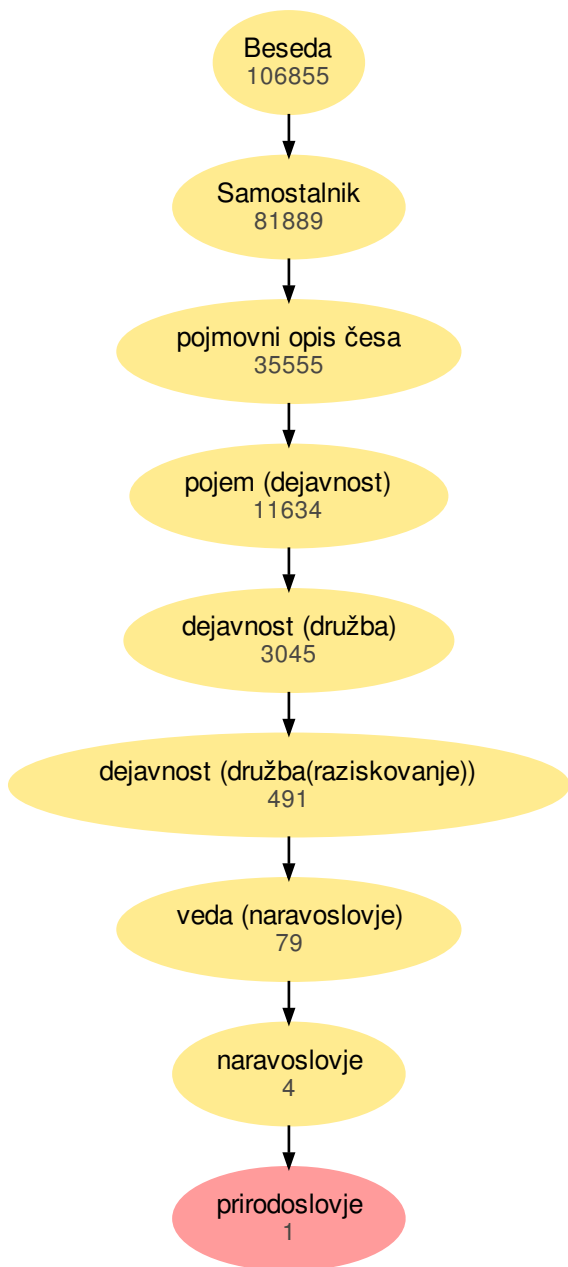 Beseda
106855
Samostalnik
81889
pojmovni opis česa
35555
pojem (dejavnost)
11634
dejavnost (družba)
3045
dejavnost (družba(raziskovanje))
491
veda (naravoslovje)
79
naravoslovje
4
prirodoslovje
1